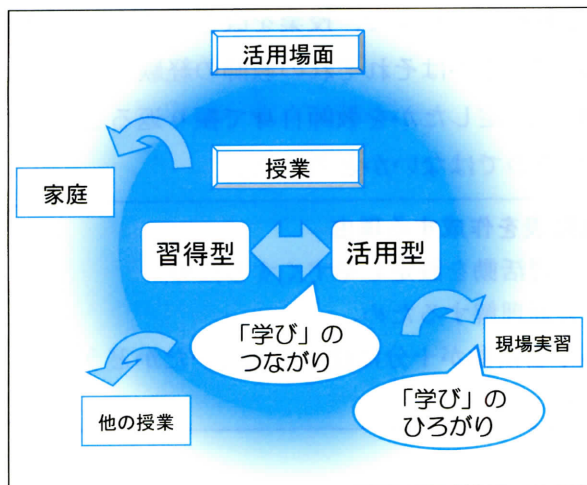 活用場面
授業
家庭
習得型
活用型
「学び」の
つながり
現場実習
「学び」の
ひろがり
他の授業